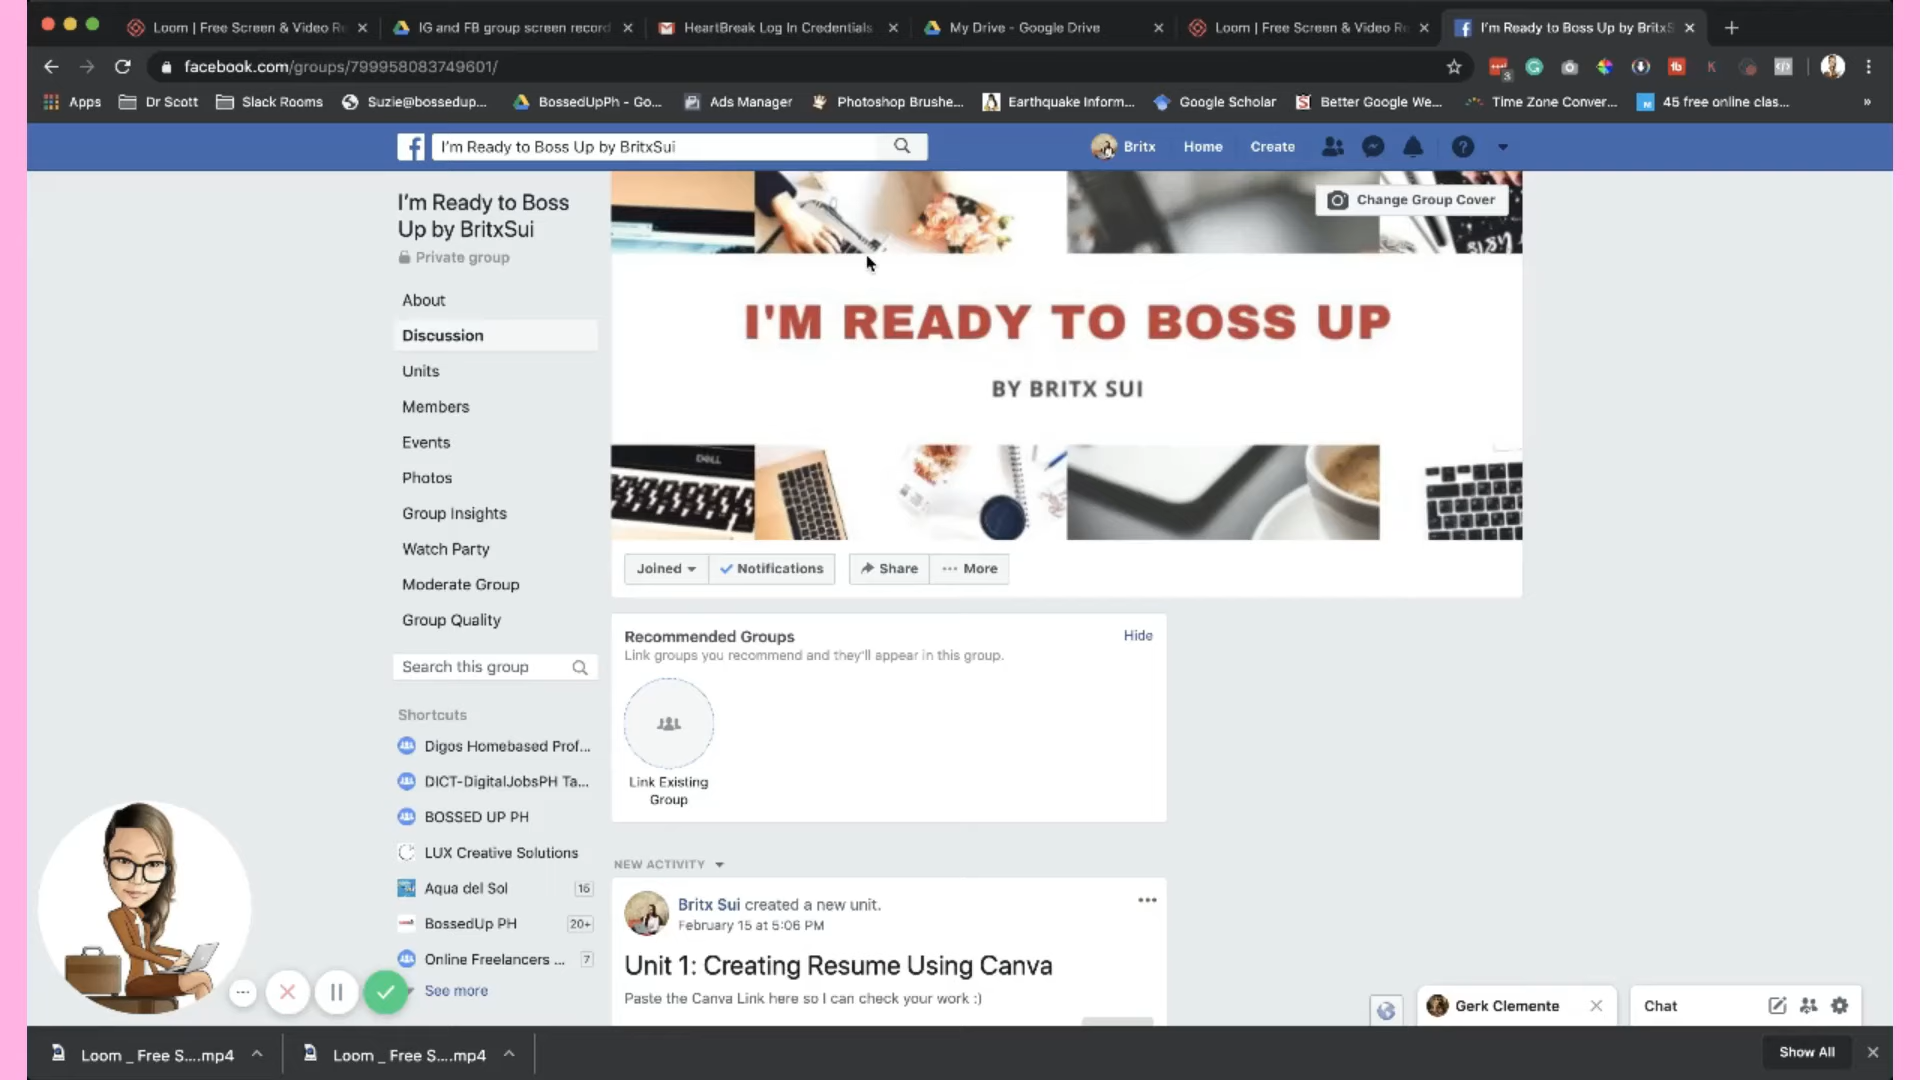 Loom | Free Screen & Video Re
IG and FB group screen record
HeartBreak Log In Credentials
My Drive - Google Drive
Loom | Free Screen & Video Re
I'm Ready to Boss Up by BritxS
facebook.com/groups/799958083749601/
3
Apps
Dr Scott
Slack Rooms
Suzie@bossedup...
BossedUpPh - Go...
Ads Manager
Photoshop Brushe...
Earthquake Inform...
Google Scholar
Better Google We...
Time Zone Conver...
45 free online clas...
»
I'm Ready to Boss Up by BritxSui
Britx
Home
Create
I'm Ready to Boss
Up by BritxSui
Private group
About
Discussion
Units
Members
Events
Photos
Group Insights
Watch Party
Moderate Group
Group Quality
Search this group
Shortcuts
Digos Homebased Prof...
DICT-DigitalJobsPH Ta...
BOSSED UP PH
LUX Creative Solutions
Aqua del Sol 16
BossedUp PH 20+
Online Freelancers ... 7
See more
Change Group Cover
I'M READY TO BOSS UP
BY BRITX SUI
DELL
Joined
Notifications
Share
More
Recommended Groups
Hide
Link groups you recommend and they'll appear in this group.
Link Existing
Group
NEW ACTIVITY
Britx Sui created a new unit.
February 15 at 5:06 PM
Unit 1: Creating Resume Using Canva
Paste the Canva Link here so I can check your work :)
Gerk Clemente
Chat
Loom _ Free S....mp4
Loom _ Free S....mp4
Show All